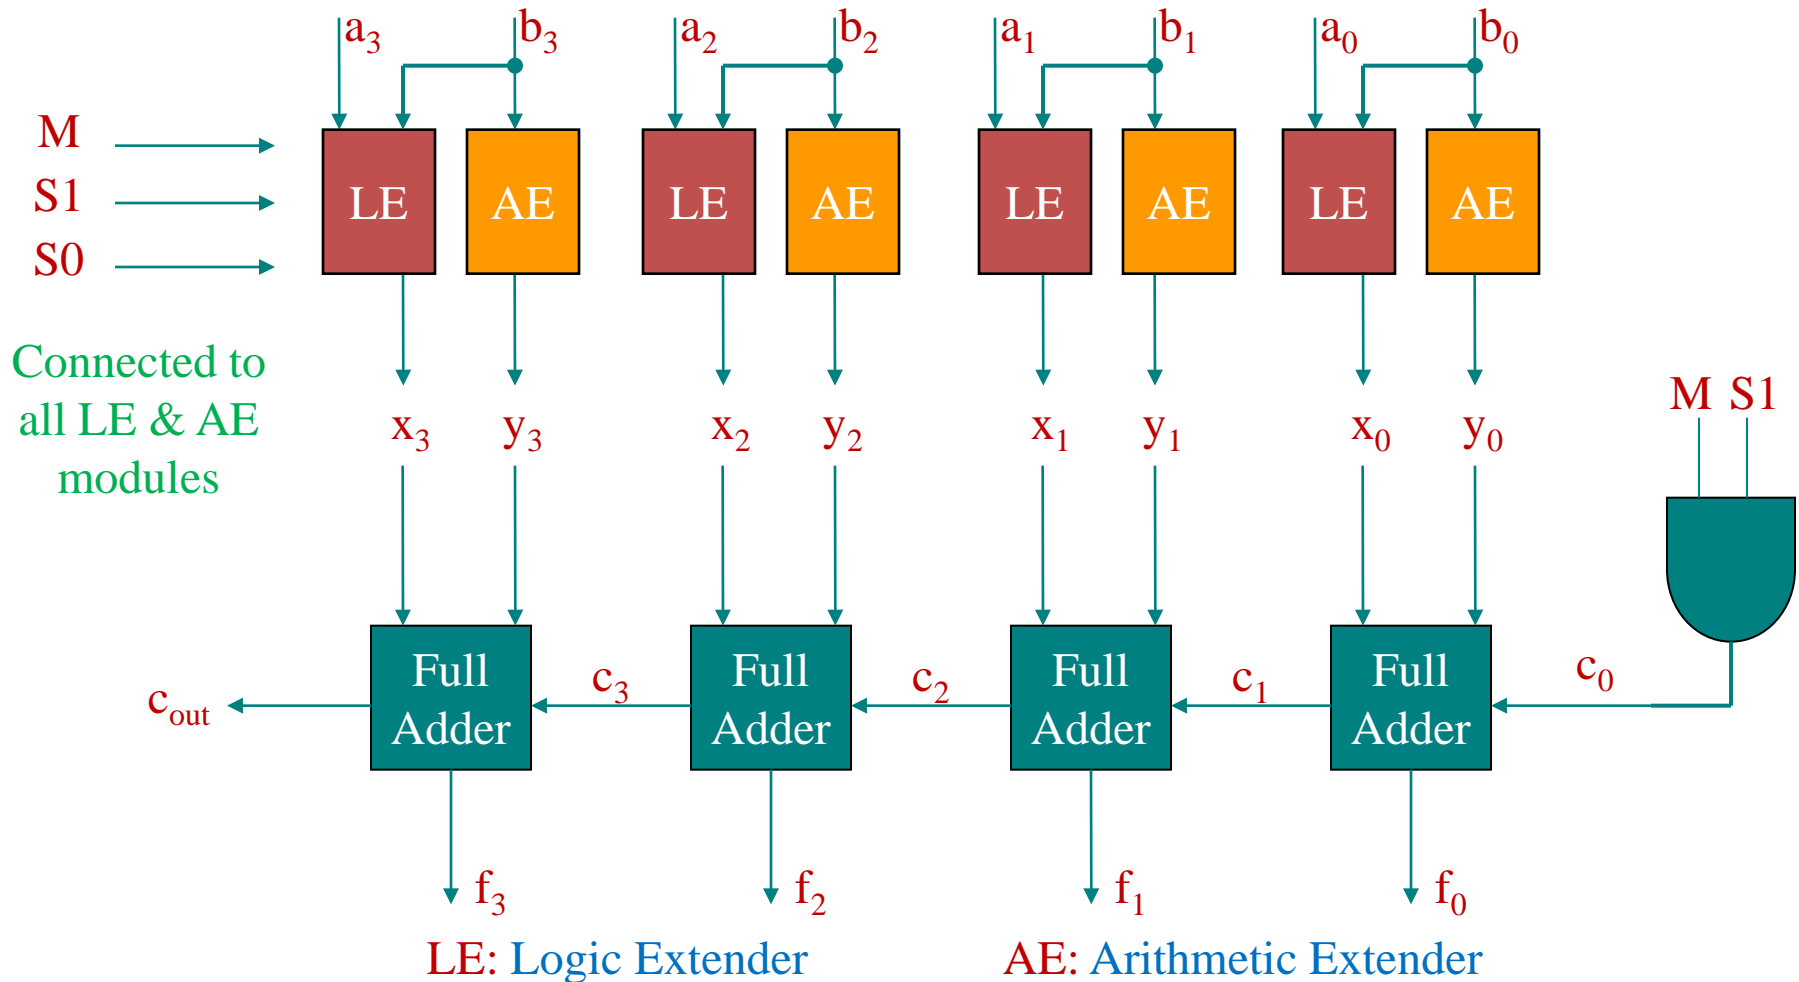 a₃ b₃ a₂ b₂ a₁ b₁ a₀ b₀
M
S1
S0
LE AE LE AE LE AE LE AE
Connected to
all LE & AE
modules
M S1
x₃ y₃ x₂ y₂ x₁ y₁ x₀ y₀
Full
Adder
Full
Adder
Full
Adder
Full
Adder
c_out c₃ c₂ c₁ c₀
f₃ f₂ f₁ f₀
LE: Logic Extender
AE: Arithmetic Extender